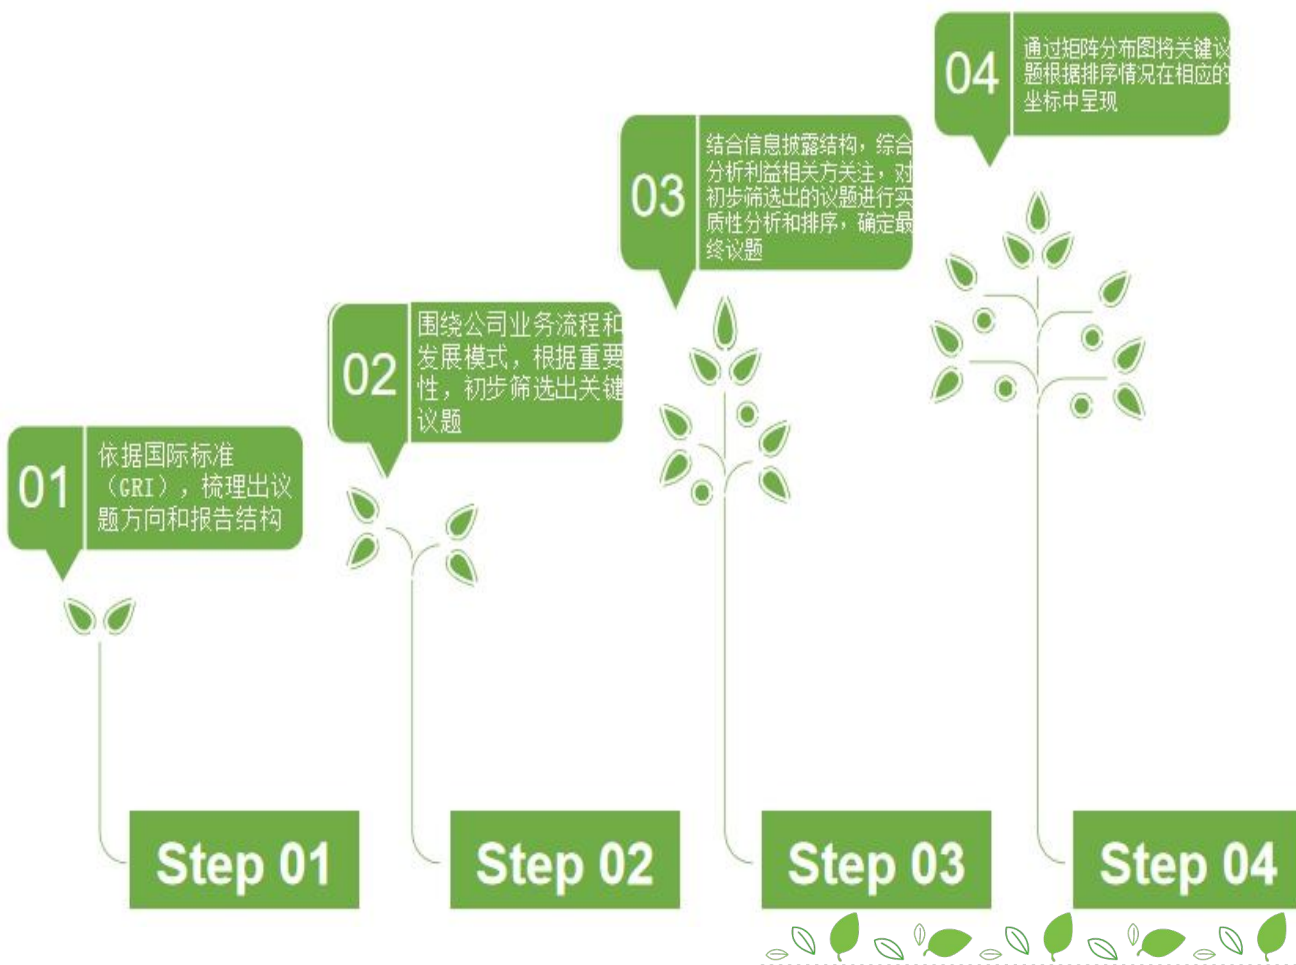 01
依据国际标准
（GRI），梳理出议
题方向和报告结构
02
围绕公司业务流程和
发展模式，根据重要
性，初步筛选出关键
议题
03
结合信息披露结构，综合
分析利益相关方关注，对
初步筛选出的议题进行实
质性分析和排序，确定最
终议题
04
通过矩阵分布图将关键议
题根据排序情况在相应的
坐标中呈现
Step 01
Step 02
Step 03
Step 04